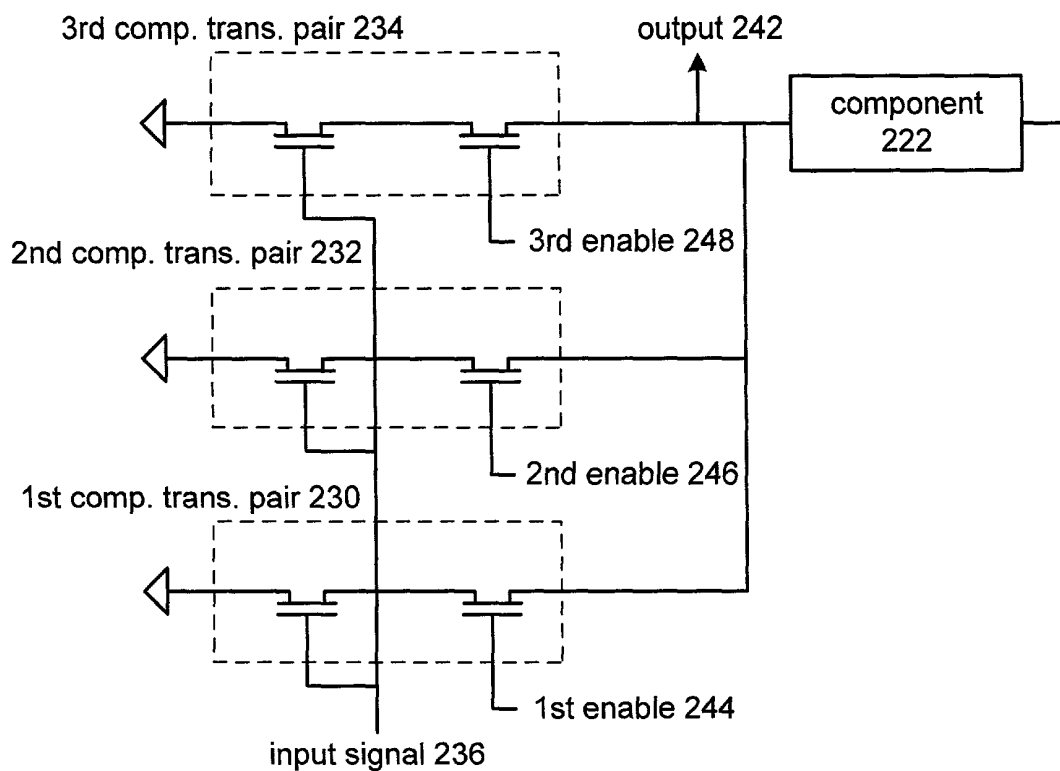 3rd comp. trans. pair 234
output 242
component
222
3rd enable 248
2nd comp. trans. pair 232
2nd enable 246
1st comp. trans. pair 230
1st enable 244
input signal 236